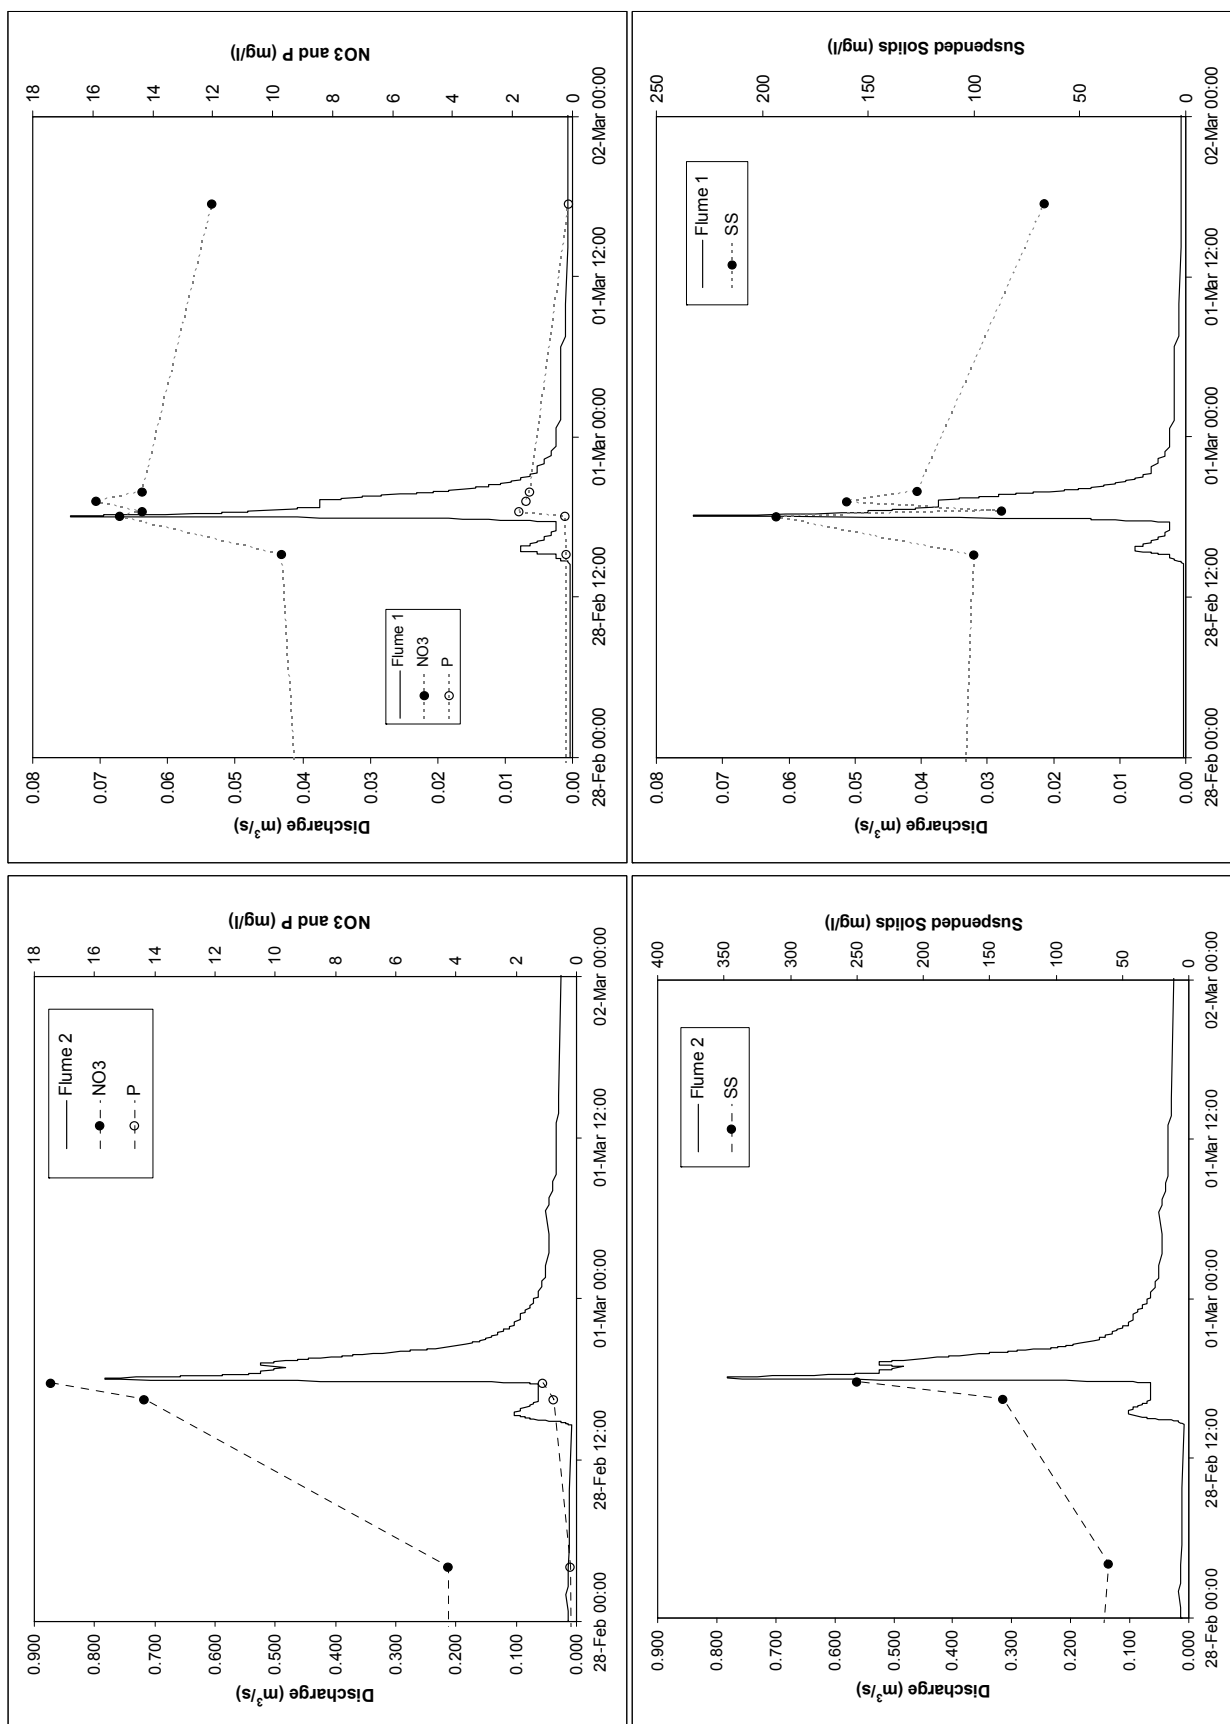 Discharge (m³/s)
0.900
0.800
0.700
0.600
0.500
0.400
0.300
0.200
0.100
0.000
Flume 2
NO3
P
18
16
14
12
10
8
6
4
2
0
NO3 and P (mg/l)
28-Feb 00:00
28-Feb 12:00
01-Mar 00:00
01-Mar 12:00
02-Mar 00:00
Discharge (m³/s)
0.08
0.07
0.06
0.05
0.04
0.03
0.02
0.01
0.00
Flume 1
NO3
P
18
16
14
12
10
8
6
4
2
0
NO3 and P (mg/l)
28-Feb 00:00
28-Feb 12:00
01-Mar 00:00
01-Mar 12:00
02-Mar 00:00
Discharge (m³/s)
0.900
0.800
0.700
0.600
0.500
0.400
0.300
0.200
0.100
0.000
Flume 2
SS
400
350
300
250
200
150
100
50
0
Suspended Solids (mg/l)
28-Feb 00:00
28-Feb 12:00
01-Mar 00:00
01-Mar 12:00
02-Mar 00:00
Discharge (m³/s)
0.08
0.07
0.06
0.05
0.04
0.03
0.02
0.01
0.00
Flume 1
SS
250
200
150
100
50
0
Suspended Solids (mg/l)
28-Feb 00:00
28-Feb 12:00
01-Mar 00:00
01-Mar 12:00
02-Mar 00:00